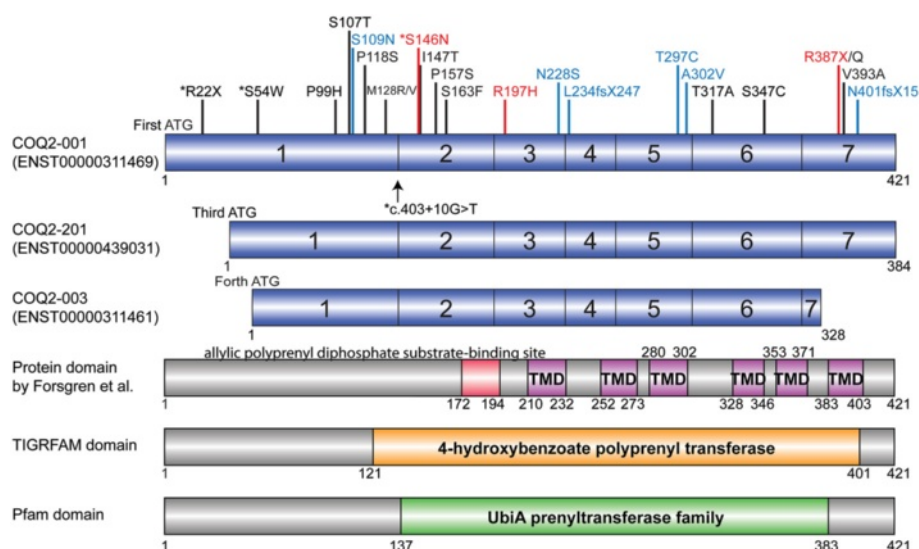 S107T
S109N *S146N T297C R387X/Q
P118S I147T A302V V393A
*R22X *S54W P99H M128R/V P157S S163F R197H N228S L234fsX247 T317A S347C N401fsX15
First ATG
COQ2-001
(ENST00000311469)
1 2 3 4 5 6 7
1 421
*c.403+10G>T
Third ATG
COQ2-201
(ENST00000439031)
1 2 3 4 5 6 7
1 384
Forth ATG
COQ2-003
(ENST00000311461)
1 2 3 4 5 6 7
1 328
allylic polyprenyl diphosphate substrate-binding site 280 302 353 371
Protein domain
by Forsgren et al.
TMD TMD TMD TMD TMD TMD
1 172 194 210 232 252 273 328 346 383 403 421
TIGRFAM domain
4-hydroxybenzoate polyprenyl transferase
1 121 401 421
Pfam domain
UbiA prenyltransferase family
1 137 383 421